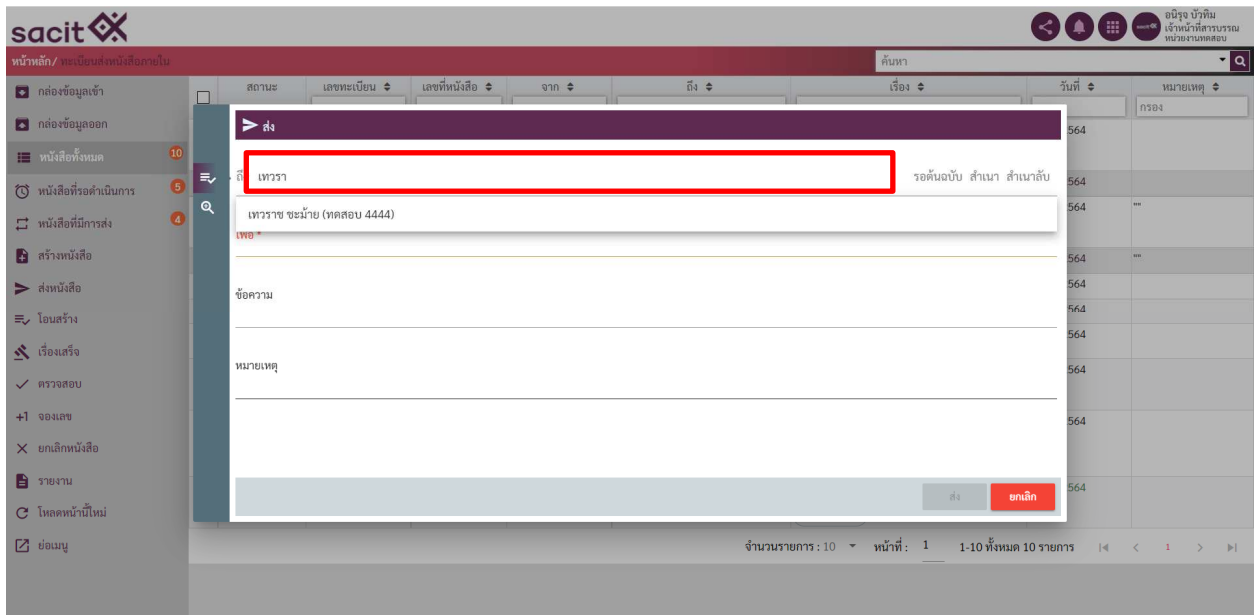 sacit
อนิรุจ บัวทิม
เจ้าหน้าที่สารบรรณ
หน่วยงานทดสอบ
หน้าหลัก/ ทะเบียนส่งหนังสือภายใน
ค้นหา
กล่องข้อมูลเข้า
กล่องข้อมูลออก
หนังสือทั้งหมด 10
หนังสือที่รอดำเนินการ 5
หนังสือที่มีการส่ง 4
สร้างหนังสือ
ส่งหนังสือ
โอนสร้าง
เรื่องเสร็จ
ตรวจสอบ
+1 จองเลข
ยกเลิกหนังสือ
รายงาน
โหลดหน้านี้ใหม่
ย่อเมนู
สถานะ เลขทะเบียน เลขที่หนังสือ จาก ถึง เรื่อง วันที่ หมายเหตุ
กรอง
ส่ง
เทวรา
รอต้นฉบับ สำเนา สำเนาลับ
เทวราช ชะม้าย (ทดสอบ 4444)
เพื่อ *
ข้อความ
หมายเหตุ
ส่ง ยกเลิก
564
564
564 ""
564 ""
564
564
564
564
564
564
จำนวนรายการ : 10 หน้าที่ : 1 1-10 ทั้งหมด 10 รายการ 1